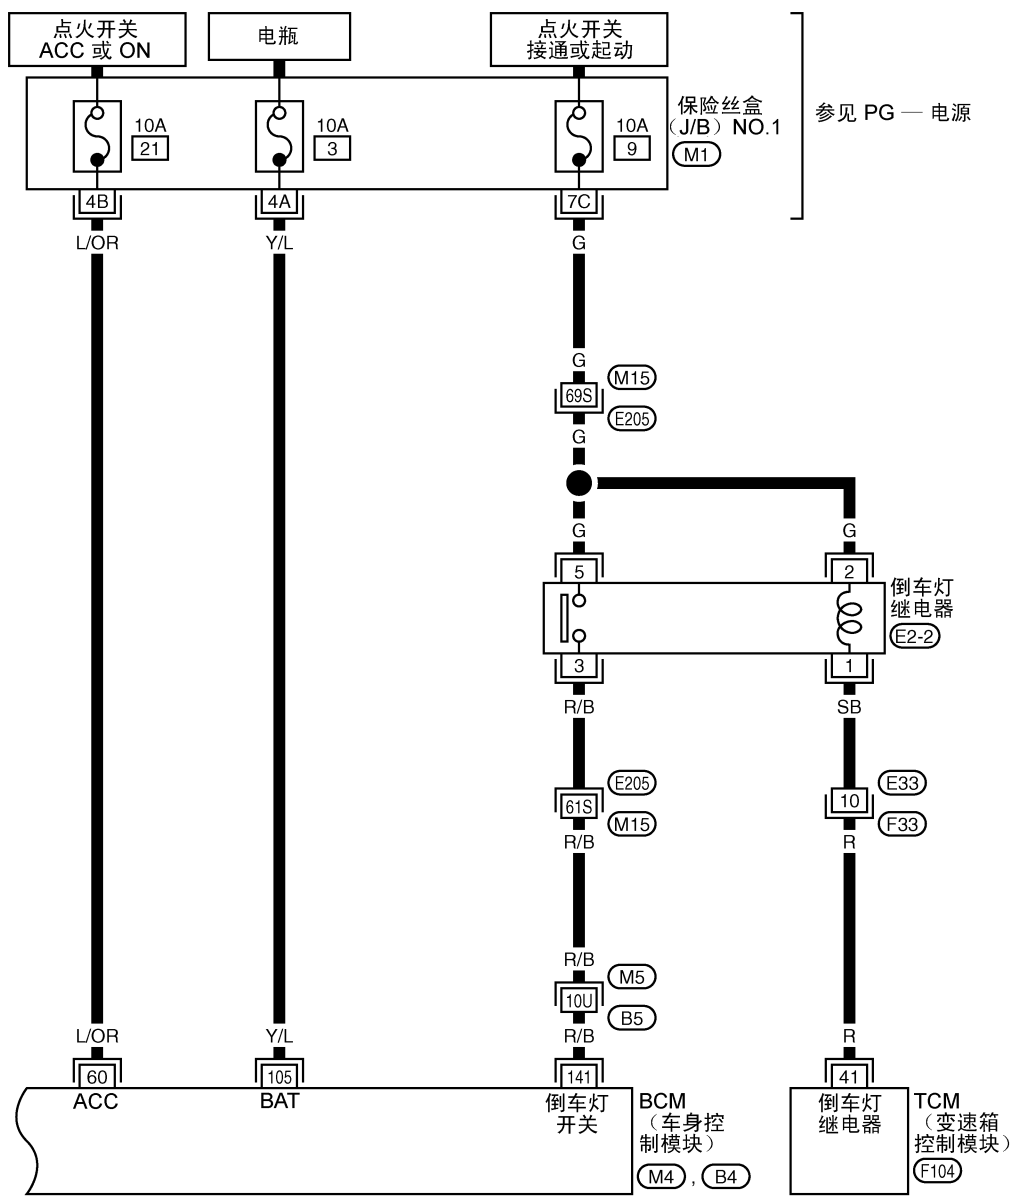 点火开关
ACC 或 ON
电瓶
点火开关
接通或起动
10A
21
10A
3
10A
9
保险丝盒
（J/B）NO.1
M1
参见 PG — 电源
4B
4A
7C
L/OR
Y/L
G
G
M15
69S
E205
G
G
G
5
2
倒车灯
继电器
E2-2
3
1
R/B
SB
E205
61S
M15
R/B
E33
10
F33
R
R/B
M5
10U
B5
L/OR
Y/L
R/B
R
60
105
141
41
ACC
BAT
倒车灯
开关
BCM
（车身控
制模块）
M4 , B4
倒车灯
继电器
TCM
（变速箱
控制模块）
F104